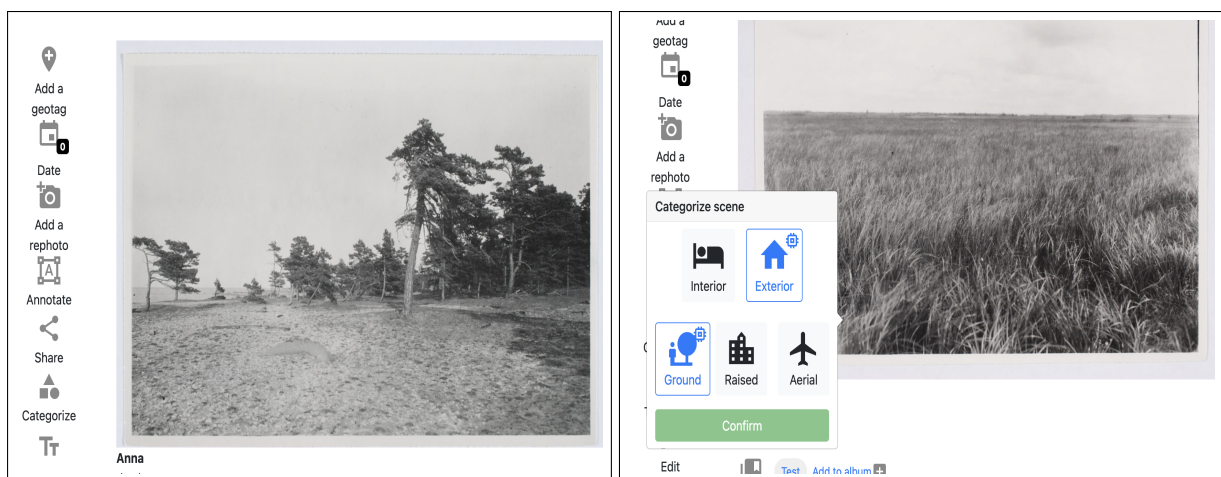 Add a
geotag
0
Date
Add a
rephoto
A
Annotate
Share
Categorize
TT
Anna
Add a
geotag
0
Date
Add a
rephoto
Categorize scene
Interior
Exterior
Ground
Raised
Aerial
Confirm
Edit
Test
Add to album